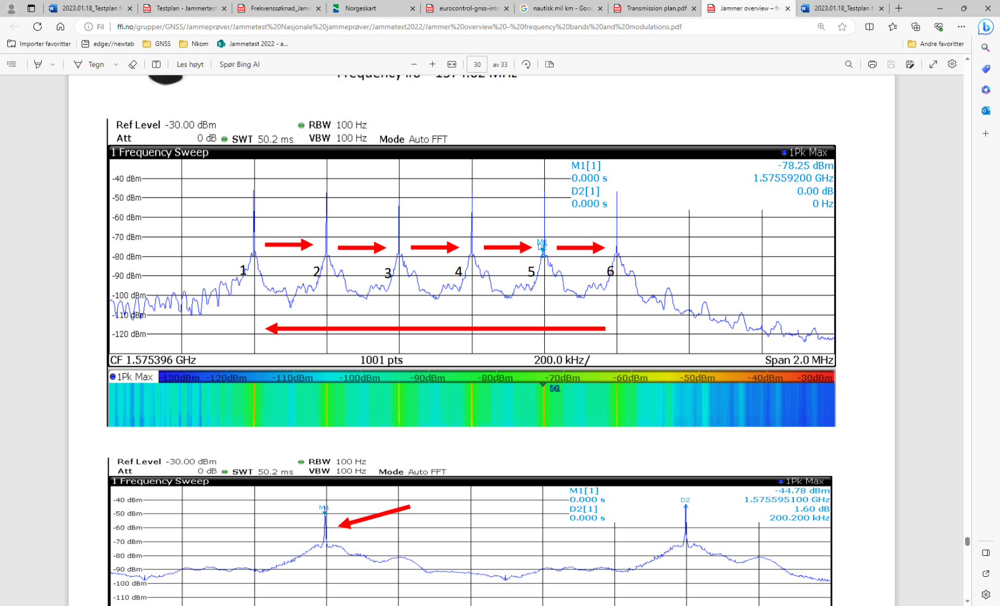 2023.01.18_Testplan f
Testplan - Jammertest
Frekvenssøknad_Jamm
Norgeskart
eurocontrol-gnss-inte
nautisk mil km - Goo
Transmission plan.pdf
Jammer overview – fr
2023.01.18_Testplan f
Fil
ffi.no/grupper/GNSS/Jammeprøver/Jammetest%20Nasjonale%20jammeprøver/Jammetest2022/Jammer%20overview%20–%20frequency%20bands%20and%20modulations.pdf
Importer favoritter
edge://newtab
GNSS
Nkom
Jammetest 2022 - a...
Andre favoritter
Tegn
Les høyt
Spør Bing AI
30
av 33
Ref Level -30.00 dBm
RBW 100 Hz
Att 0 dB
SWT 50.2 ms
VBW 100 Hz
Mode Auto FFT
1 Frequency Sweep
1Pk Max
M1[1] -78.25 dBm
0.000 s 1.57559200 GHz
D2[1] 0.00 dB
0.000 s 0 Hz
-40 dBm
-50 dBm
-60 dBm
-70 dBm
M1
D2
-80 dBm
1
2
3
4
5
6
-90 dBm
-100 dBm
-110 dBm
-120 dBm
CF 1.575396 GHz
1001 pts
200.0 kHz/
Span 2.0 MHz
1Pk Max
-130dBm -120dBm -110dBm -100dBm -90dBm -80dBm -70dBm -60dBm -50dBm -40dBm -30dBm
Ref Level -30.00 dBm
RBW 100 Hz
Att 0 dB
SWT 50.2 ms
VBW 100 Hz
Mode Auto FFT
1 Frequency Sweep
1Pk Max
M1[1] -44.78 dBm
0.000 s 1.575595100 GHz
D2[1] 1.60 dB
0.000 s 200.200 kHz
-40 dBm
M1
D2
-50 dBm
-60 dBm
-70 dBm
-80 dBm
-90 dBm
-100 dBm
-110 dBm